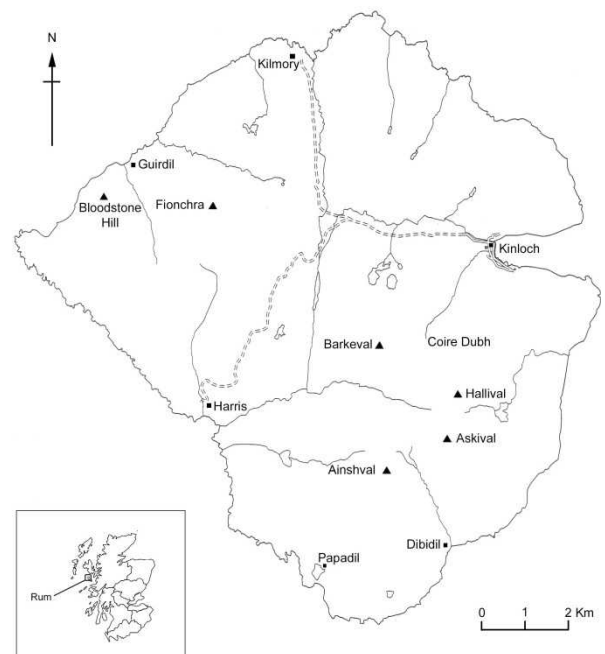 N
Kilmory
Guirdil
Bloodstone
Hill
Fionchra
Kinloch
Barkeval
Coire Dubh
Hallival
Harris
Askival
Ainshval
Dibidil
Papadil
Rum
0 1 2 Km